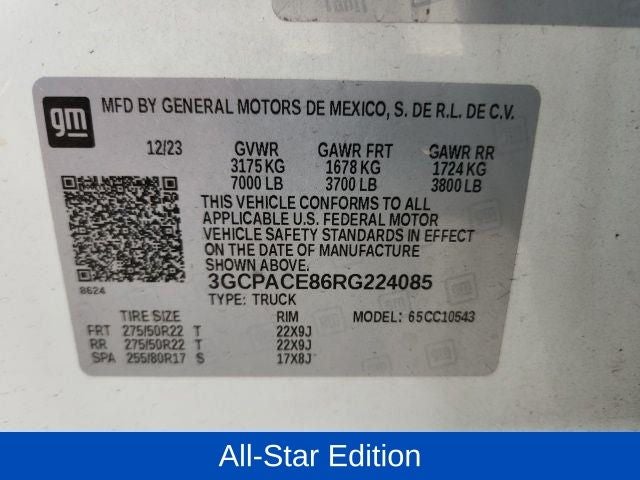 gm
MFD BY GENERAL MOTORS DE MEXICO, S. DE R.L. DE C.V.
12/23 GVWR GAWR FRT GAWR RR
3175 KG 1678 KG 1724 KG
7000 LB 3700 LB 3800 LB
THIS VEHICLE CONFORMS TO ALL
APPLICABLE U.S. FEDERAL MOTOR
VEHICLE SAFETY STANDARDS IN EFFECT
ON THE DATE OF MANUFACTURE
SHOWN ABOVE.
8624
3GCPACE86RG224085
TYPE: TRUCK
TIRE SIZE RIM MODEL: 65CC10543
FRT 275/50R22 T 22X9J
RR 275/50R22 T 22X9J
SPA 255/80R17 S 17X8J
All-Star Edition